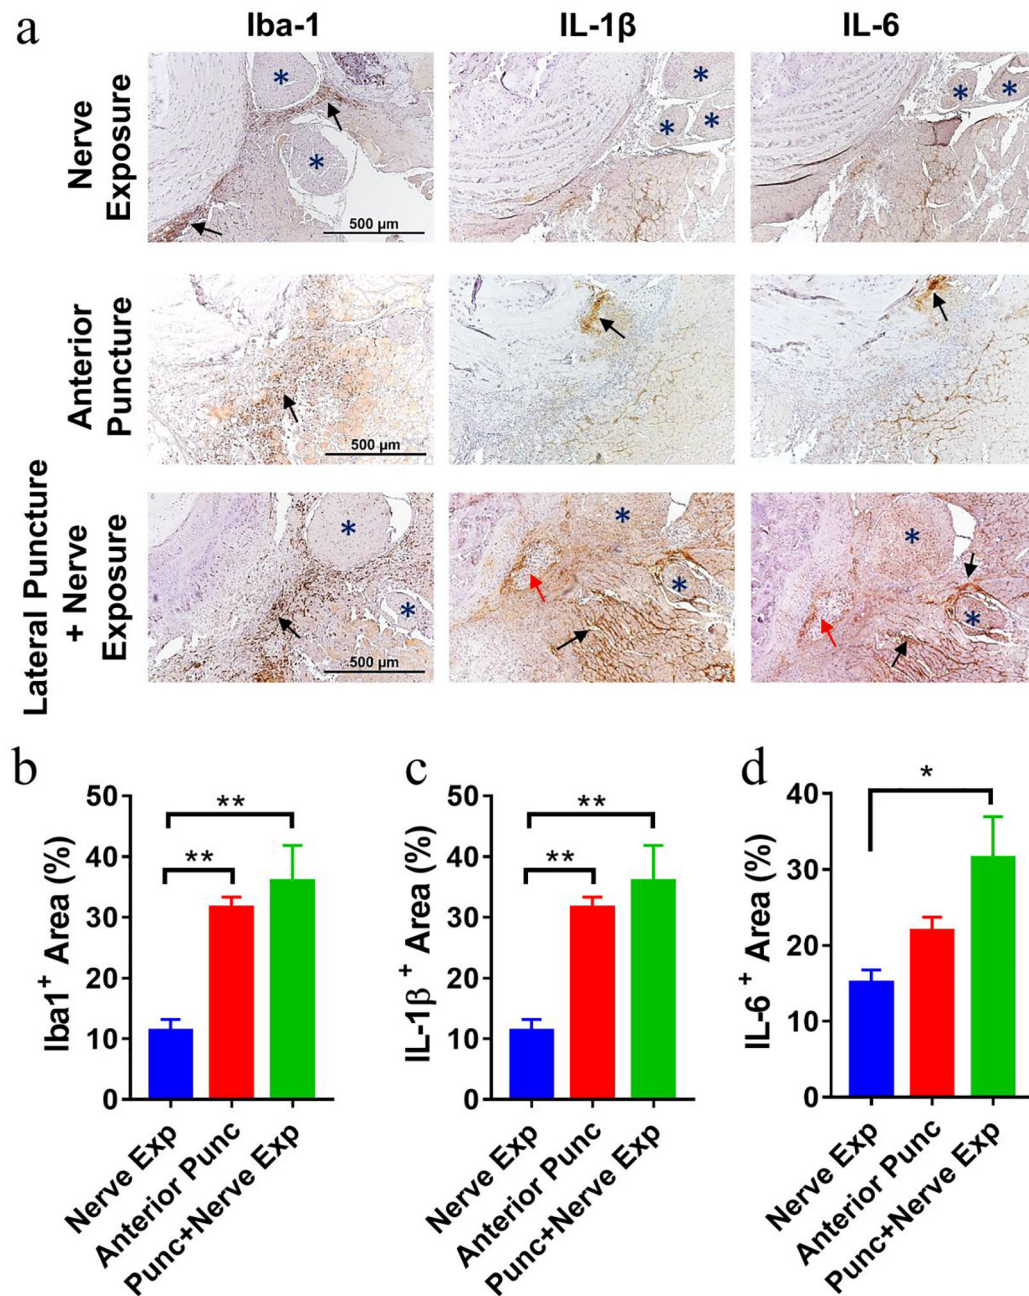 a
Iba-1 IL-1β IL-6
Nerve
Exposure
* * * * * * *
500 μm
Anterior
Puncture
500 μm
Lateral Puncture
+ Nerve
Exposure
* * * * * *
500 μm
b
Iba1+ Area (%)
50
40
30
20
10
0
**
**
Nerve Exp
Anterior Punc
Punc+Nerve Exp
c
IL-1β + Area (%)
50
40
30
20
10
0
**
**
Nerve Exp
Anterior Punc
Punc+Nerve Exp
d
IL-6 + Area (%)
40
30
20
10
0
*
Nerve Exp
Anterior Punc
Punc+Nerve Exp